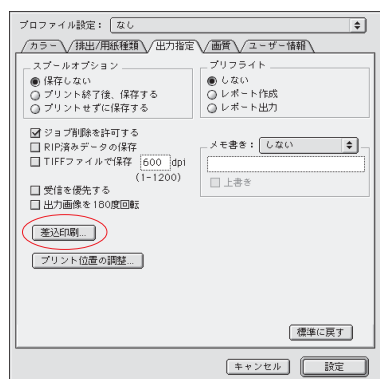 プロファイル設定： なし
カラー 排出/用紙種類 出力指定 画質 ユーザー情報
スプールオプション
保存しない
プリント終了後、保存する
プリントせずに保存する
プリフライト
しない
レポート作成
レポート出力
ジョブ削除を許可する
RIP済みデータの保存
TIFFファイルで保存 600 dpi
(1-1200)
受信を優先する
出力画像を180度回転
メモ書き： しない
上書き
差込印刷...
プリント位置の調整...
標準に戻す
キャンセル 設定